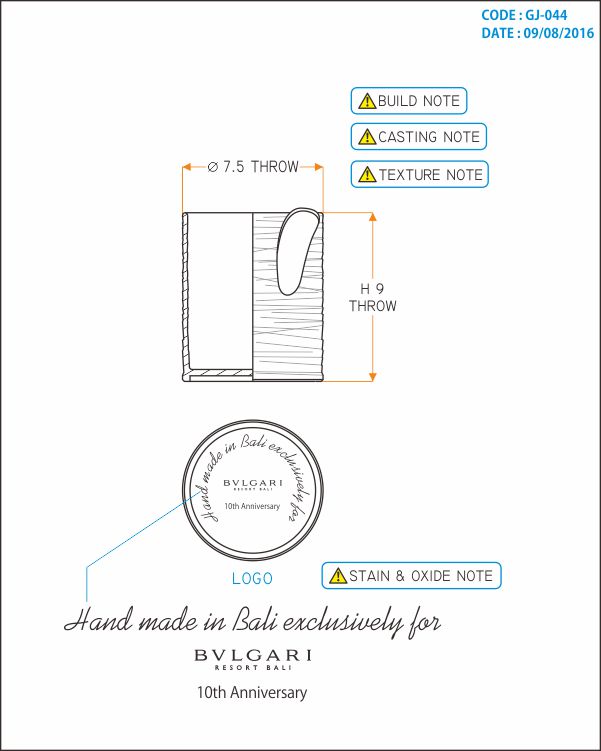 CODE : GJ-044
DATE : 09/08/2016
BUILD NOTE
CASTING NOTE
TEXTURE NOTE
Ø 7.5 THROW
H 9
THROW
Hand made in Bali exclusively for
BVLGARI
RESORT BALI
10th Anniversary
LOGO
STAIN & OXIDE NOTE
Hand made in Bali exclusively for
BVLGARI
RESORT BALI
10th Anniversary